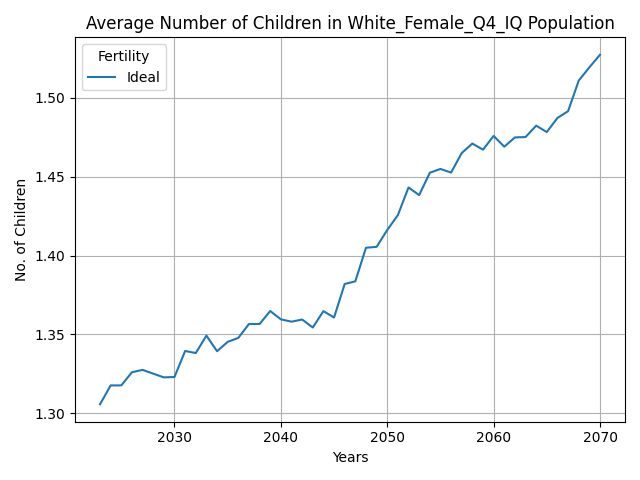 Average Number of Children in White_Female_Q4_IQ Population
Fertility
Ideal
No. of Children
1.50
1.45
1.40
1.35
1.30
2030 2040 2050 2060 2070
Years